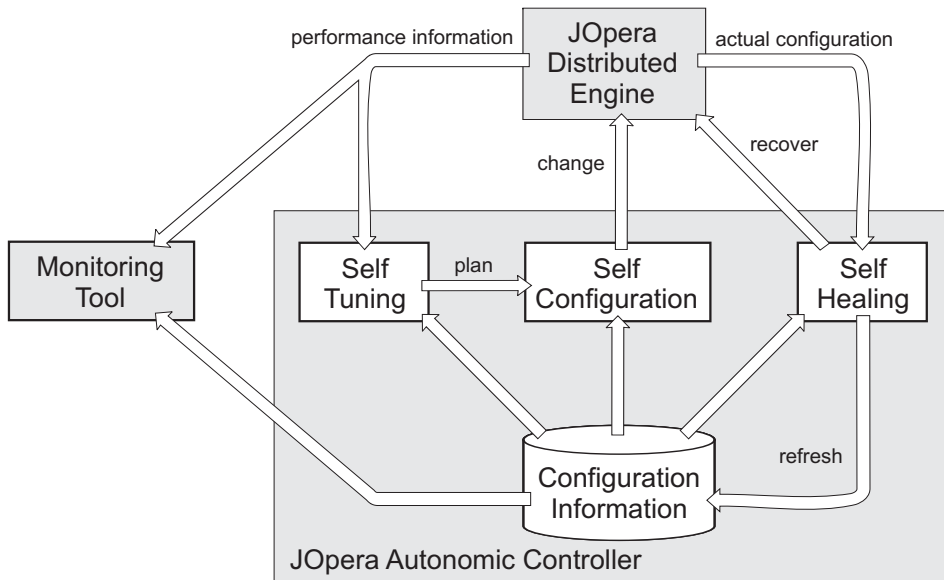 performance information
JOpera
Distributed
Engine
actual configuration
change
recover
Monitoring
Tool
Self
Tuning
plan
Self
Configuration
Self
Healing
Configuration
Information
refresh
JOpera Autonomic Controller